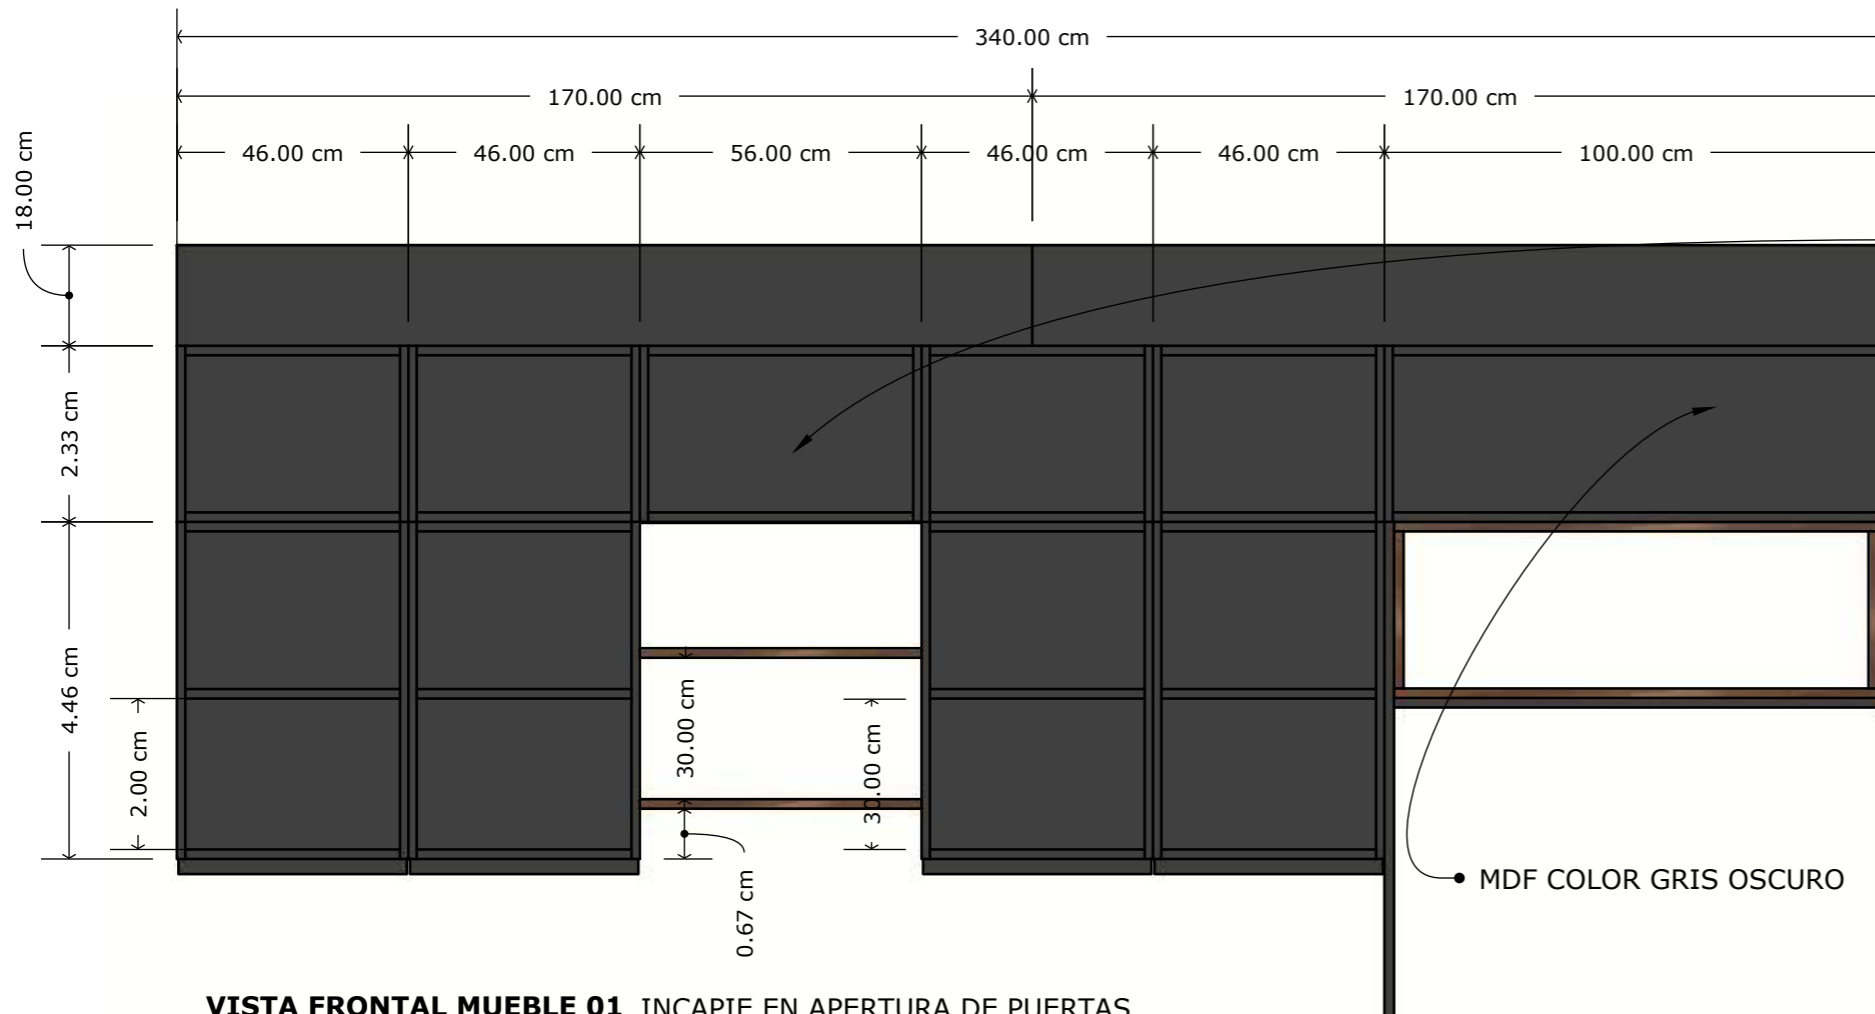 340.00 cm
170.00 cm 170.00 cm
46.00 cm 46.00 cm 56.00 cm 46.00 cm 46.00 cm 100.00 cm
18.00 cm
2.33 cm
4.46 cm
2.00 cm
30.00 cm
30.00 cm
0.67 cm
MDF COLOR GRIS OSCURO
VISTA FRONTAL MUEBLE 01 INCAPIE EN APERTURA DE PUERTAS